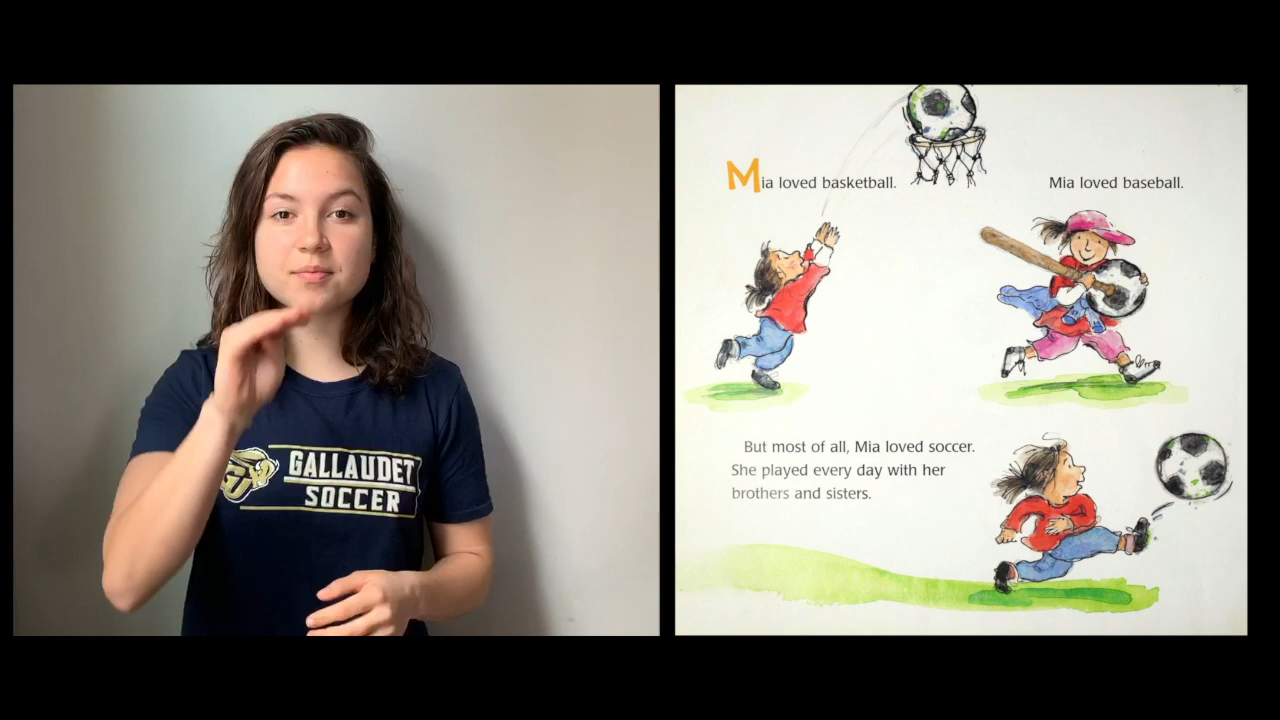 GU
GALLAUDET
SOCCER
Mia loved basketball.
Mia loved baseball.
But most of all, Mia loved soccer.
She played every day with her
brothers and sisters.